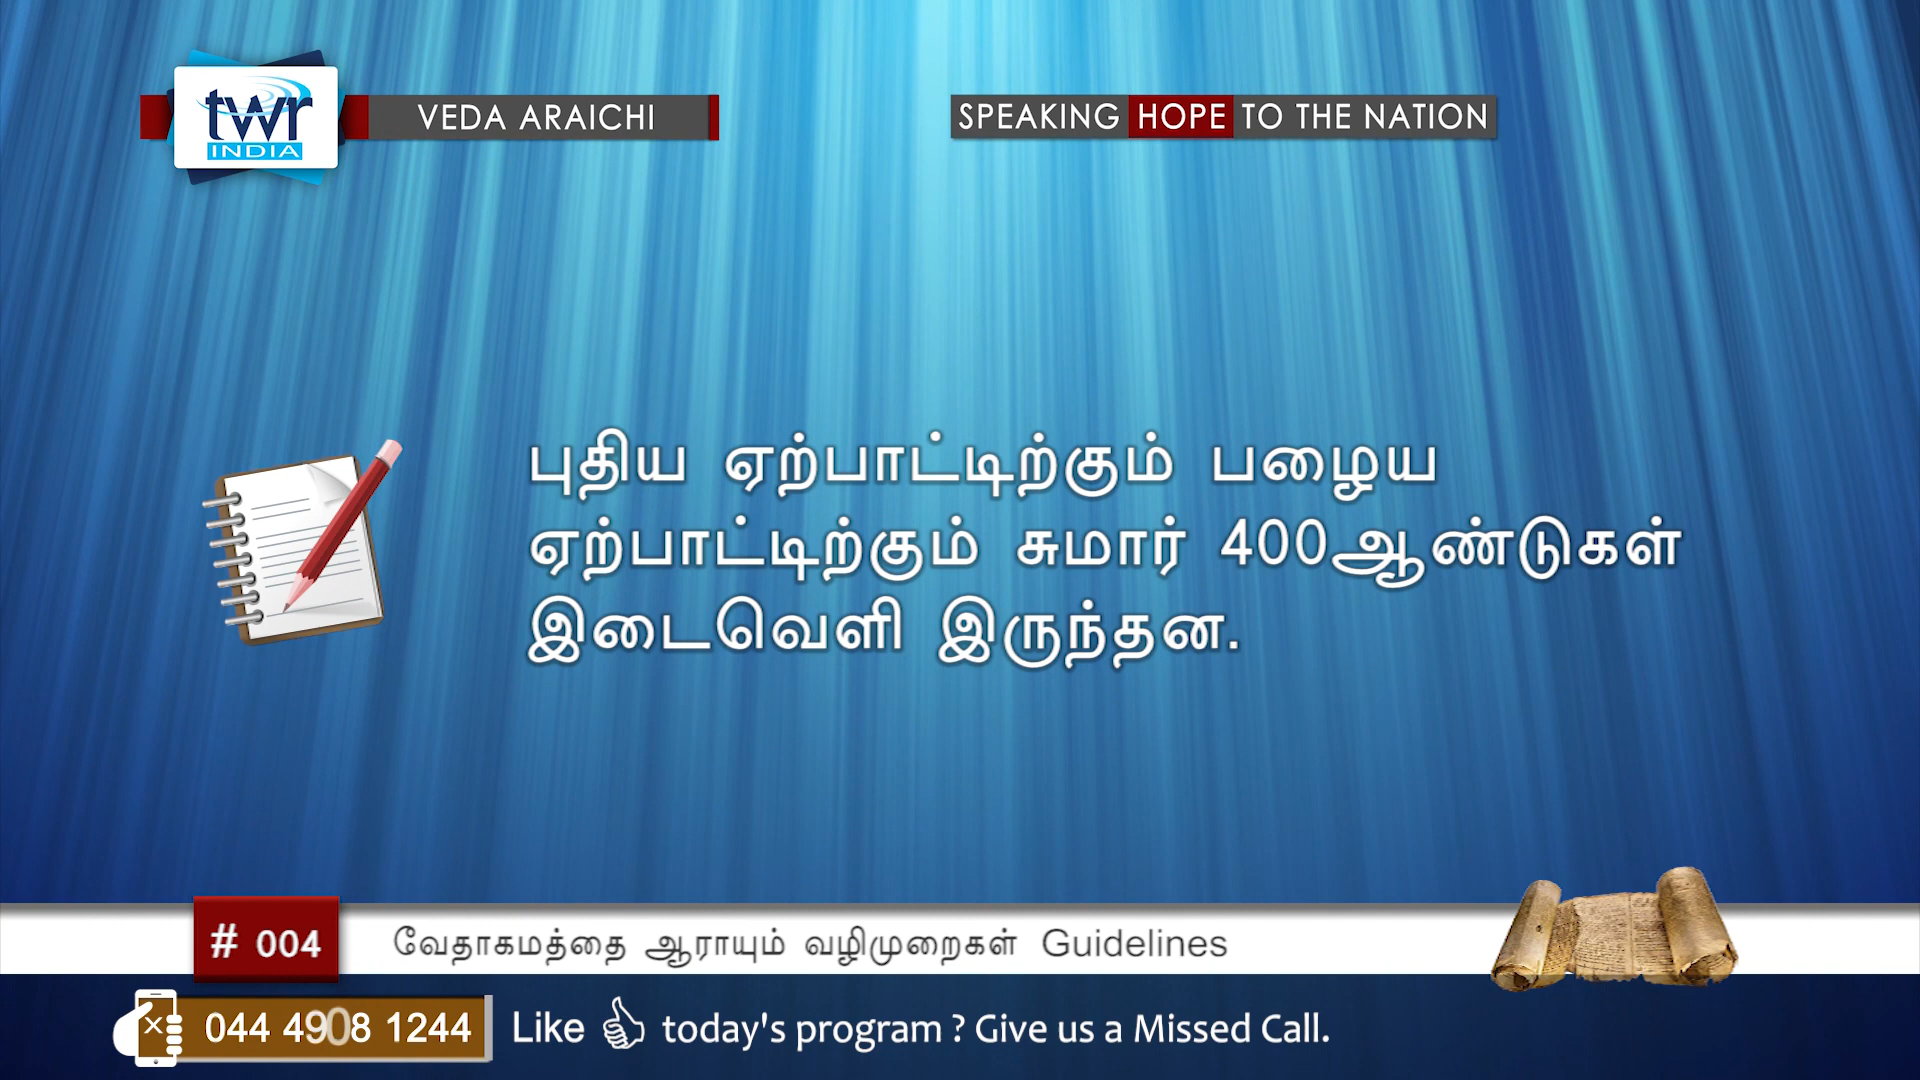 twr
INDIA
VEDA ARAICHI
SPEAKING HOPE TO THE NATION
புதிய ஏற்பாட்டிற்கும் பழைய
ஏற்பாட்டிற்கும் சுமார் 400ஆண்டுகள்
இடைவெளி இருந்தன.
# 004
வேதாகமத்தை ஆராயும் வழிமுறைகள் Guidelines
044 4908 1244
Like today's program ? Give us a Missed Call.